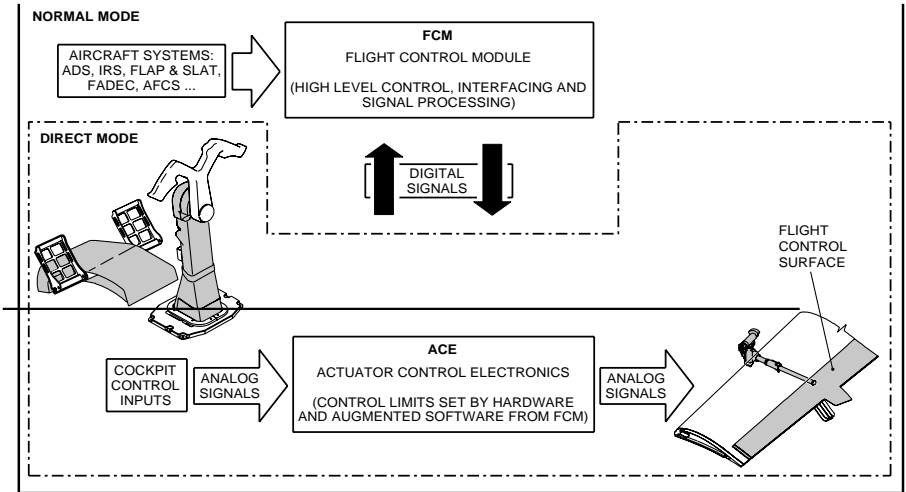 NORMAL MODE
AIRCRAFT SYSTEMS:
ADS, IRS, FLAP & SLAT,
FADEC, AFCS ...
FCM
FLIGHT CONTROL MODULE
(HIGH LEVEL CONTROL, INTERFACING AND
SIGNAL PROCESSING)
DIRECT MODE
DIGITAL
SIGNALS
FLIGHT
CONTROL
SURFACE
COCKPIT
CONTROL
INPUTS
ANALOG
SIGNALS
ACE
ACTUATOR CONTROL ELECTRONICS
(CONTROL LIMITS SET BY HARDWARE
AND AUGMENTED SOFTWARE FROM FCM)
ANALOG
SIGNALS